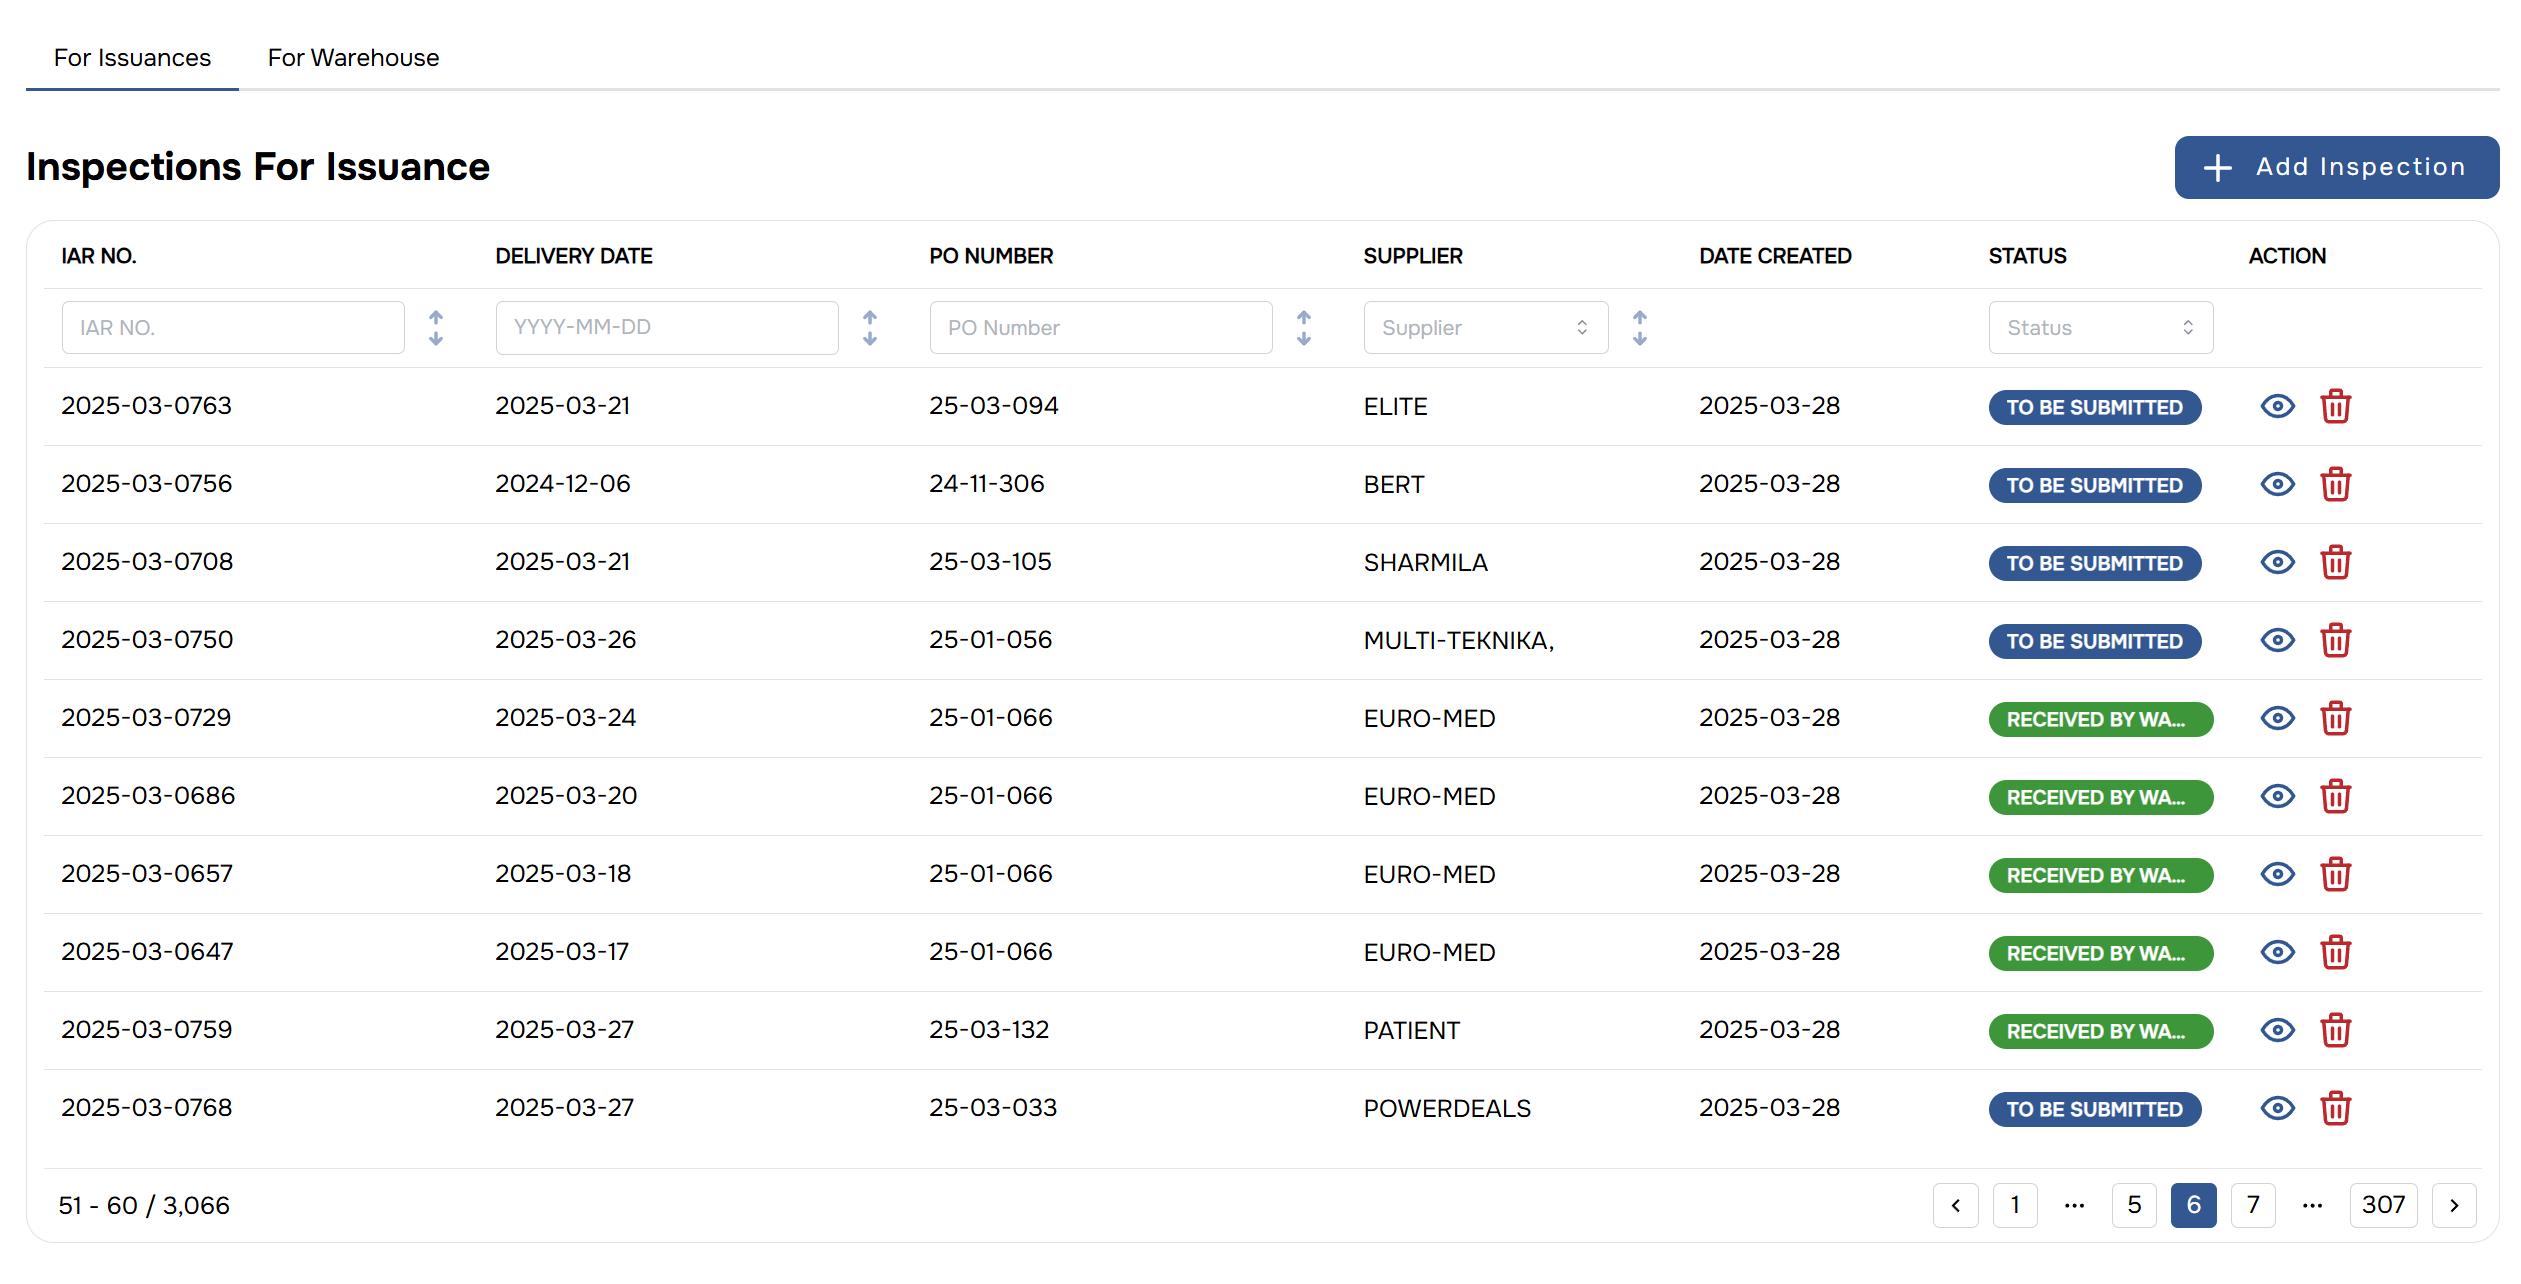 For Issuances For Warehouse
Inspections For Issuance
Add Inspection
IAR NO. DELIVERY DATE PO NUMBER SUPPLIER DATE CREATED STATUS ACTION
IAR NO. YYYY-MM-DD PO Number Supplier Status
2025-03-0763 2025-03-21 25-03-094 ELITE 2025-03-28 TO BE SUBMITTED
2025-03-0756 2024-12-06 24-11-306 BERT 2025-03-28 TO BE SUBMITTED
2025-03-0708 2025-03-21 25-03-105 SHARMILA 2025-03-28 TO BE SUBMITTED
2025-03-0750 2025-03-26 25-01-056 MULTI-TEKNIKA, 2025-03-28 TO BE SUBMITTED
2025-03-0729 2025-03-24 25-01-066 EURO-MED 2025-03-28 RECEIVED BY WA...
2025-03-0686 2025-03-20 25-01-066 EURO-MED 2025-03-28 RECEIVED BY WA...
2025-03-0657 2025-03-18 25-01-066 EURO-MED 2025-03-28 RECEIVED BY WA...
2025-03-0647 2025-03-17 25-01-066 EURO-MED 2025-03-28 RECEIVED BY WA...
2025-03-0759 2025-03-27 25-03-132 PATIENT 2025-03-28 RECEIVED BY WA...
2025-03-0768 2025-03-27 25-03-033 POWERDEALS 2025-03-28 TO BE SUBMITTED
51 - 60 / 3,066 1 ... 5 6 7 ... 307